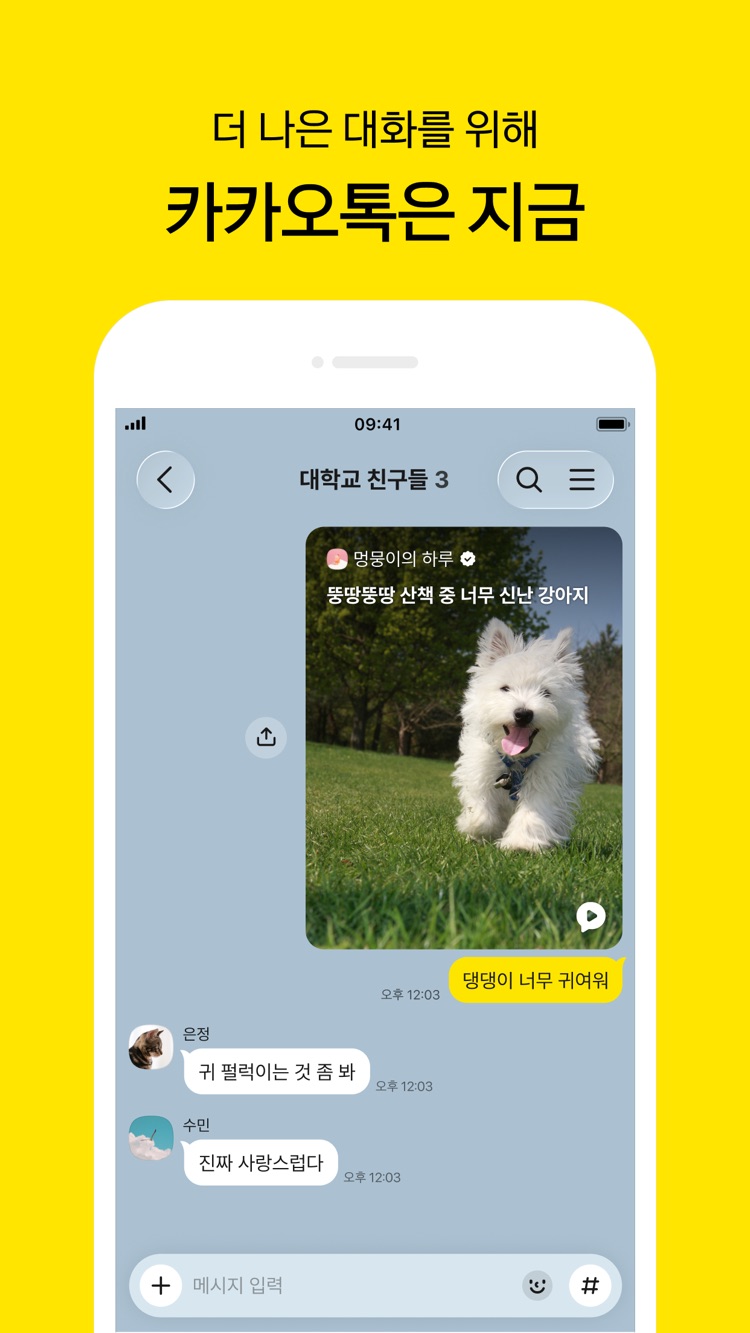 더 나은 대화를 위해
카카오톡은 지금
09:41
대학교 친구들 3
멍뭉이의 하루
뚱땅뚱땅 산책 중 너무 신난 강아지
댕댕이 너무 귀여워
오후 12:03
은정
귀 펄럭이는 것 좀 봐
오후 12:03
수민
진짜 사랑스럽다
오후 12:03
메시지 입력
#